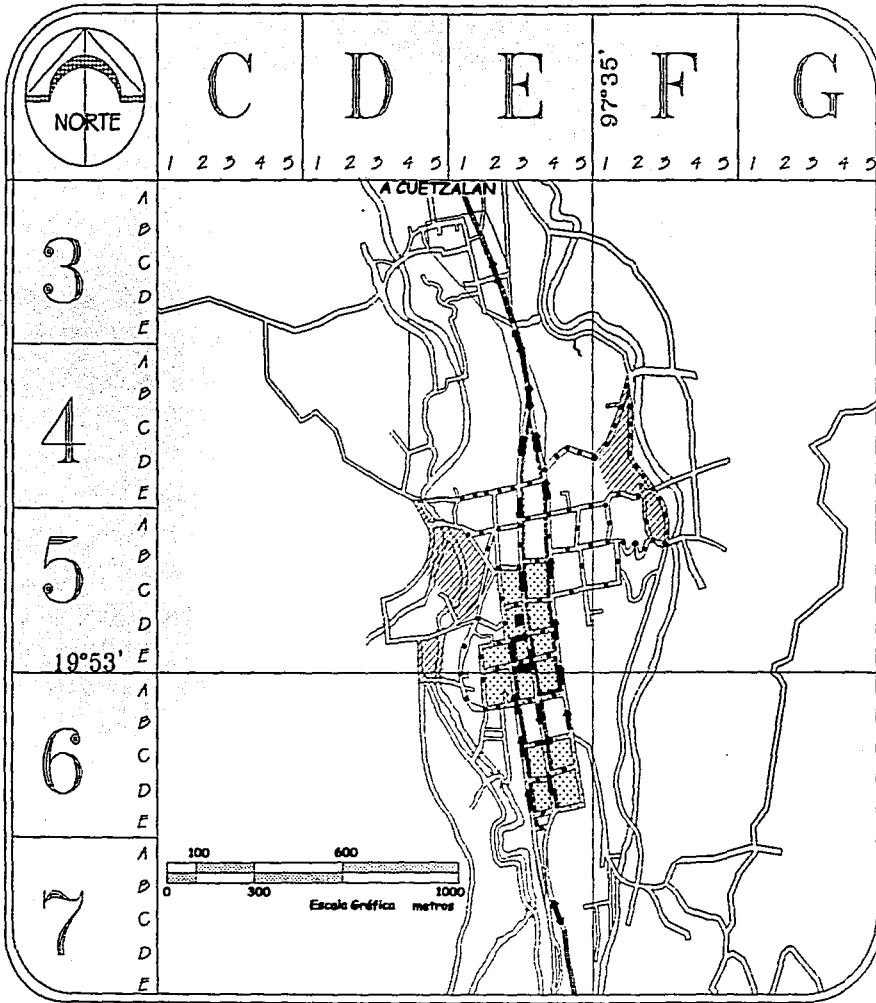 NORTE
C D E 97°35' F G
1 2 3 4 5 1 2 3 4 5 1 2 3 4 5 1 2 3 4 5 1 2 3 4 5
A CUETZALAN
A
B
3 C
D
E
A
B
4 C
D
E
A
B
5 C
D
19°53' E
A
B
6 C
D
E
A
100 600
7 B
0 300 1000
Escala Gráfica metros
C
D
E